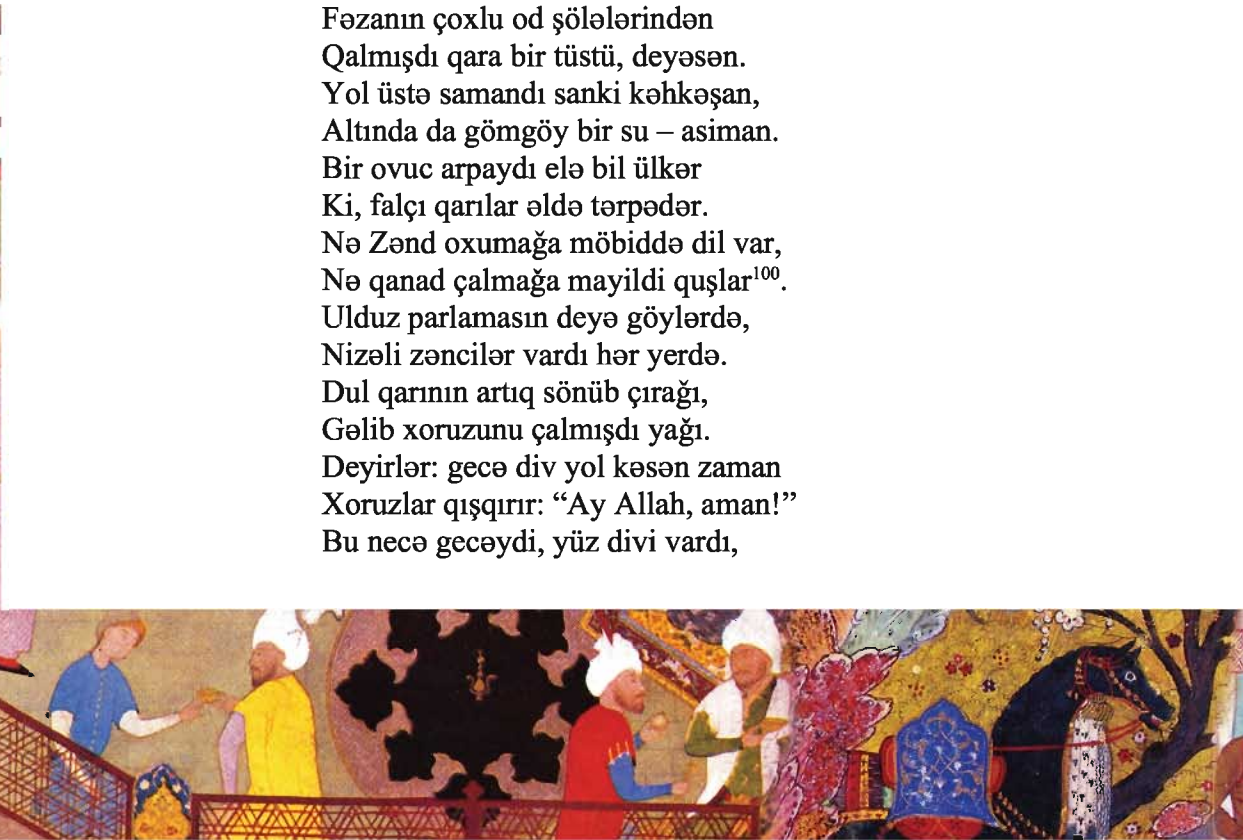 Fəzanın çoxlu od şölələrindən
Qalmışdı qara bir tüstü, deyəsən.
Yol üstə samandı sanki kəhkəşan,
Altında da gömgöy bir su – asiman.
Bir ovuc arpaydı elə bil ülkər
Ki, falçı qarılar əldə tərpədər.
Nə Zənd oxumağa möbiddə dil var,
Nə qanad çalmağa mayildi quşlar¹⁰⁰.
Ulduz parlamasın deyə göylərdə,
Nizəli zəncilər vardı hər yerdə.
Dul qarının artıq sönüb çırağı,
Gəlib xoruzunu çalmışdı yağı.
Deyirlər: gecə div yol kəsən zaman
Xoruzlar qışqırır: “Ay Allah, aman!”
Bu necə gecəydi, yüz divi vardı,